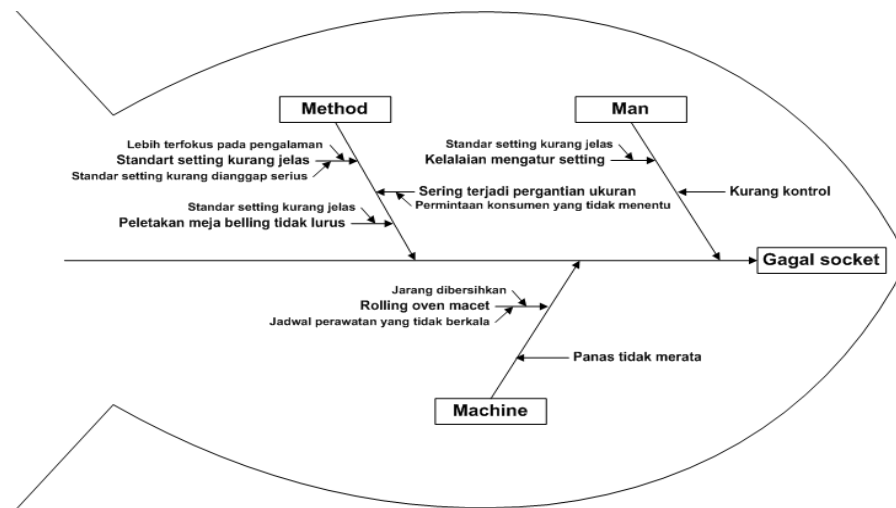 Method
Man
Lebih terfokus pada pengalaman
Standart setting kurang jelas
Standar setting kurang dianggap serius
Standar setting kurang jelas
Kelalaian mengatur setting
Sering terjadi pergantian ukuran
Permintaan konsumen yang tidak menentu
Kurang kontrol
Standar setting kurang jelas
Peletakan meja belling tidak lurus
Gagal socket
Jarang dibersihkan
Rolling oven macet
Jadwal perawatan yang tidak berkala
Panas tidak merata
Machine